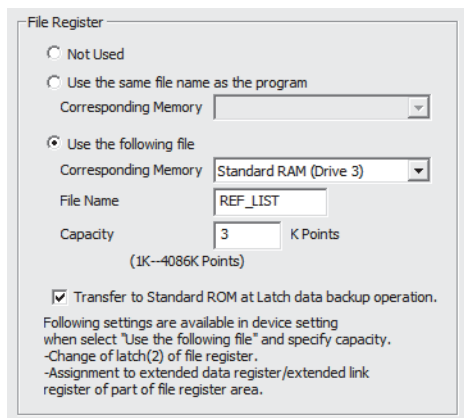 File Register
Not Used
Use the same file name as the program
Corresponding Memory
Use the following file
Corresponding Memory Standard RAM (Drive 3)
File Name REF_LIST
Capacity 3 K Points
(1K--4086K Points)
Transfer to Standard ROM at Latch data backup operation.
Following settings are available in device setting
when select "Use the following file" and specify capacity.
-Change of latch(2) of file register.
-Assignment to extended data register/extended link
register of part of file register area.